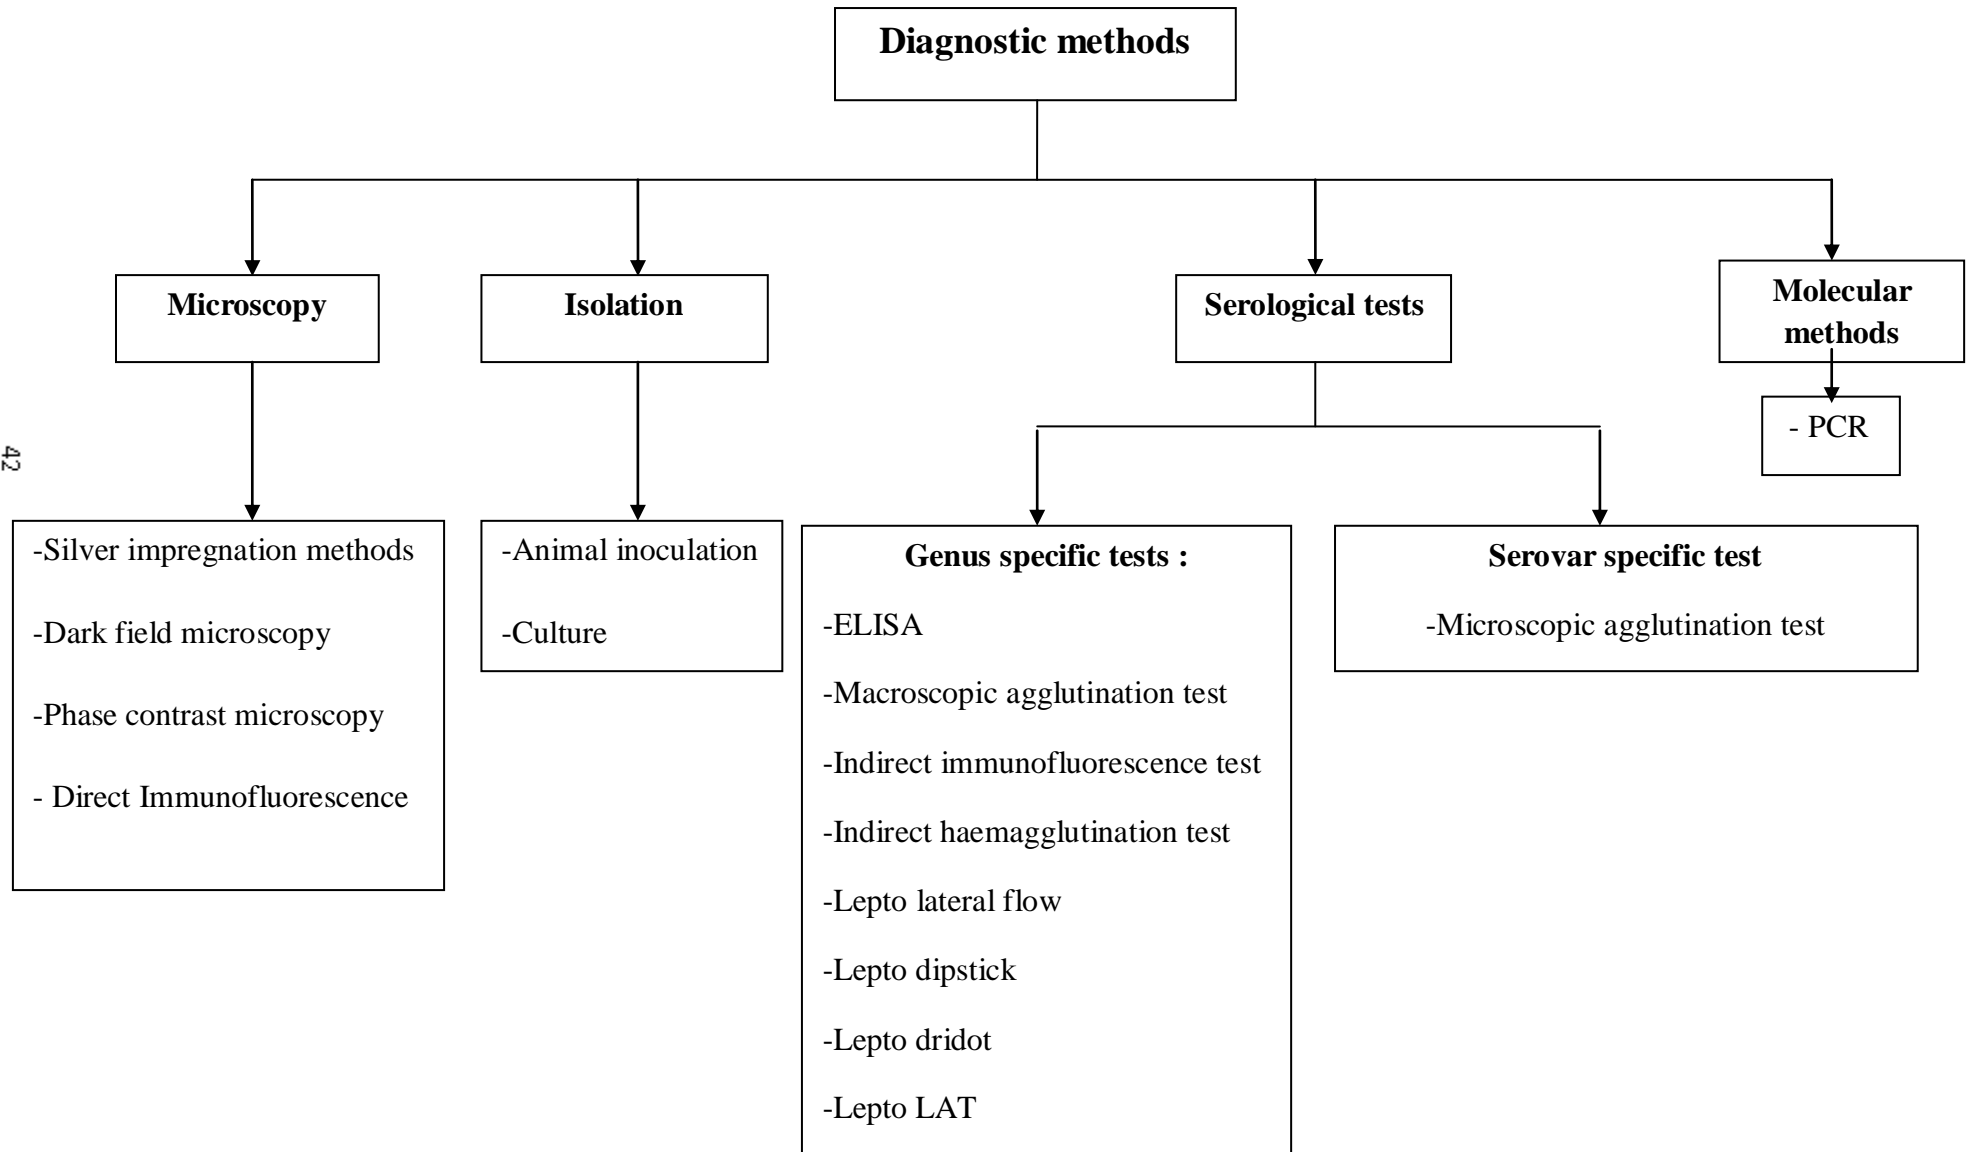 Diagnostic methods
Microscopy
Isolation
Serological tests
Molecular
methods
- PCR
42
-Silver impregnation methods
-Dark field microscopy
-Phase contrast microscopy
- Direct Immunofluorescence
-Animal inoculation
-Culture
Genus specific tests :
-ELISA
-Macroscopic agglutination test
-Indirect immunofluorescence test
-Indirect haemagglutination test
-Lepto lateral flow
-Lepto dipstick
-Lepto dridot
-Lepto LAT
Serovar specific test
-Microscopic agglutination test